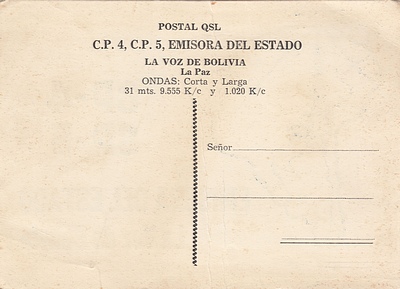 POSTAL QSL
C.P. 4, C.P. 5, EMISORA DEL ESTADO
LA VOZ DE BOLIVIA
La Paz
ONDAS: Corta y Larga
31 mts. 9.555 K/c y 1.020 K/c
Señor